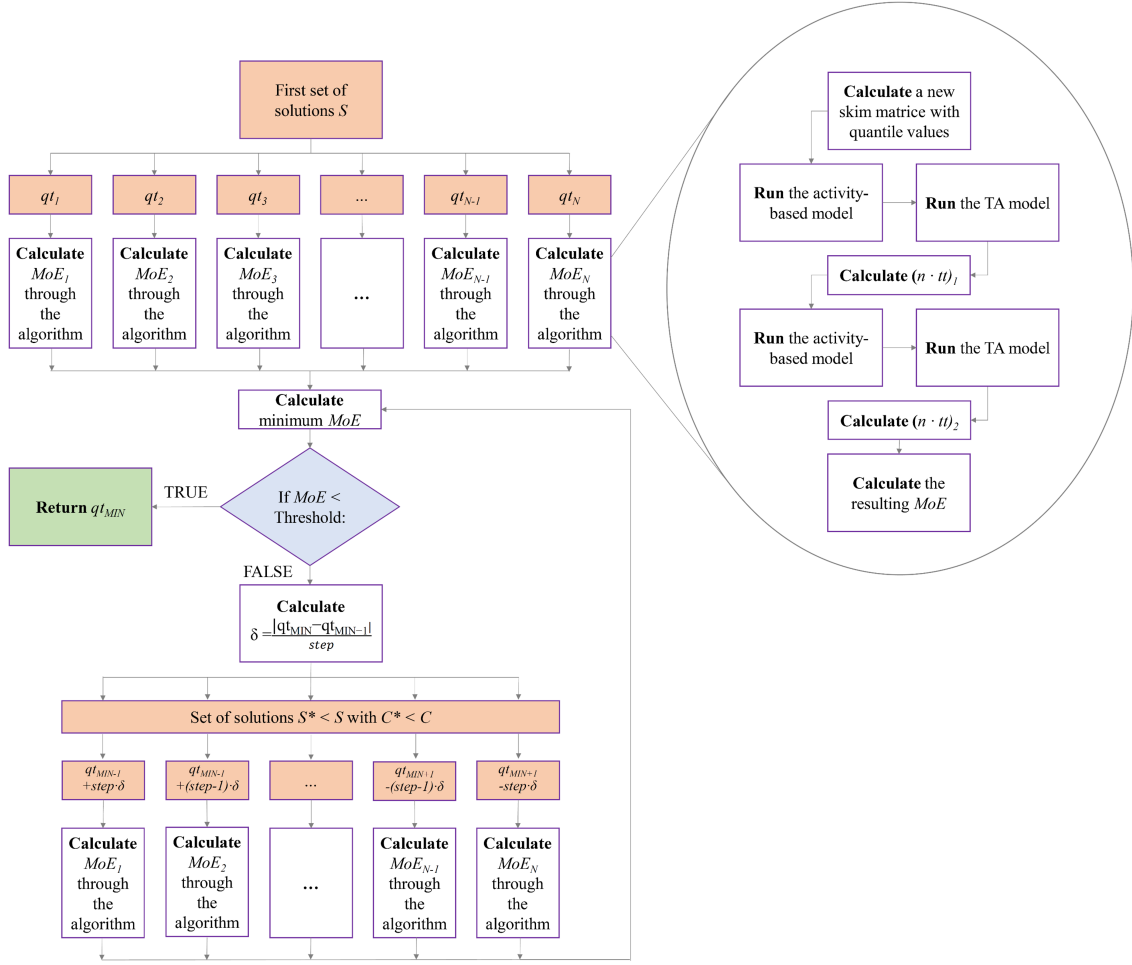 First set of
solutions S
qt1
qt2
qt3
...
qtN-1
qtN
Calculate
MoE1
through
the
algorithm
Calculate
MoE2
through
the
algorithm
Calculate
MoE3
through
the
algorithm
...
Calculate
MoEN-1
through
the
algorithm
Calculate
MoEN
through
the
algorithm
Calculate
minimum MoE
If MoE <
Threshold:
TRUE
Return qtMIN
FALSE
Calculate
δ = |qtMIN−qtMIN−1| / step
Set of solutions S* < S with C* < C
qtMIN-1
+step·δ
qtMIN-1
+(step-1)·δ
...
qtMIN+1
-(step-1)·δ
qtMIN+1
-step·δ
Calculate
MoE1
through
the
algorithm
Calculate
MoE2
through
the
algorithm
...
Calculate
MoEN-1
through
the
algorithm
Calculate
MoEN
through
the
algorithm
Calculate a new
skim matrice with
quantile values
Run the activity-
based model
Run the TA model
Calculate (n · tt)1
Run the activity-
based model
Run the TA model
Calculate (n · tt)2
Calculate the
resulting MoE